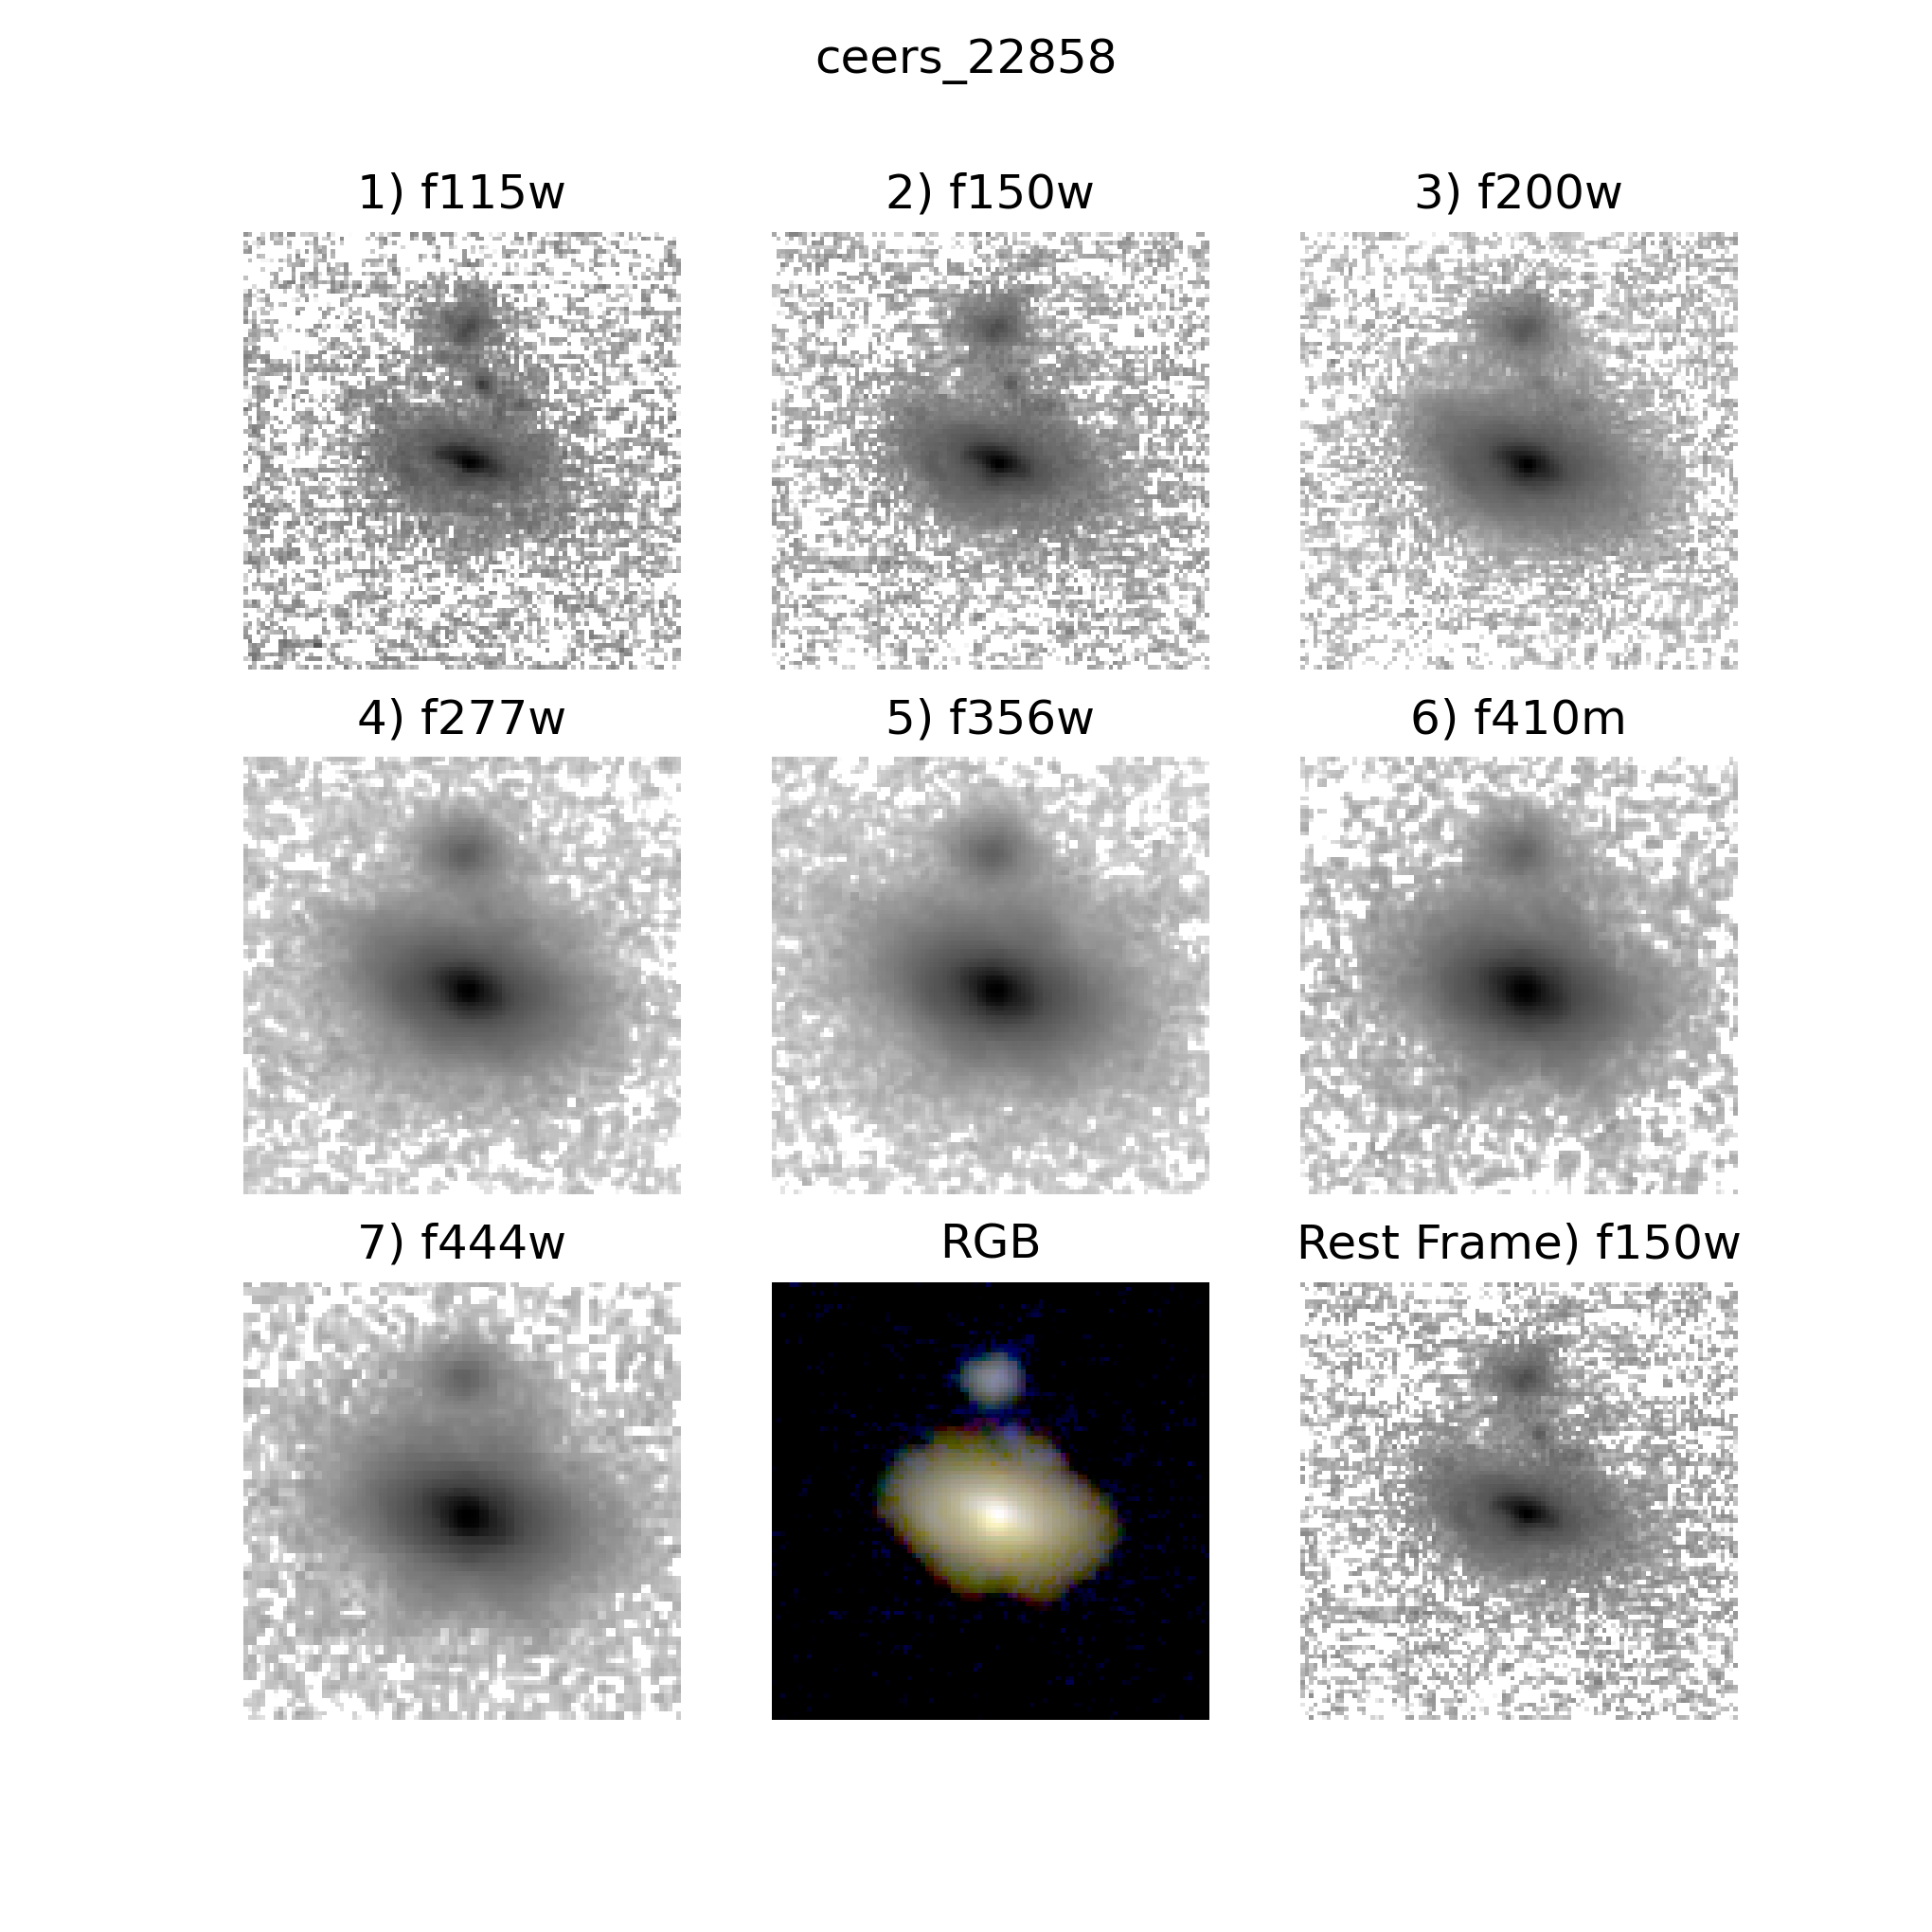 ceers_22858
1) f115w
2) f150w
3) f200w
4) f277w
5) f356w
6) f410m
7) f444w
RGB
Rest Frame) f150w